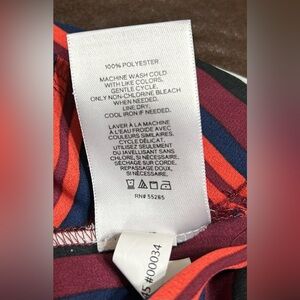 100% POLYESTER
MACHINE WASH COLD
WITH LIKE COLORS,
GENTLE CYCLE,
ONLY NON-CHLORINE BLEACH
WHEN NEEDED,
LINE DRY,
COOL IRON IF NEEDED.
LAVER À LA MACHINE
À L'EAU FROIDE AVEC
COULEURS SIMILAIRES,
CYCLE DÉLICAT,
UTILISEZ SEULEMENT
DU JAVELLISANT
SANS CHLORE
SI NÉCESSAIRE,
SÉCHAGE SUR CORDE,
REPASSAGE DOUX,
SI NÉCESSAIRE.
RN# 55285
#00034